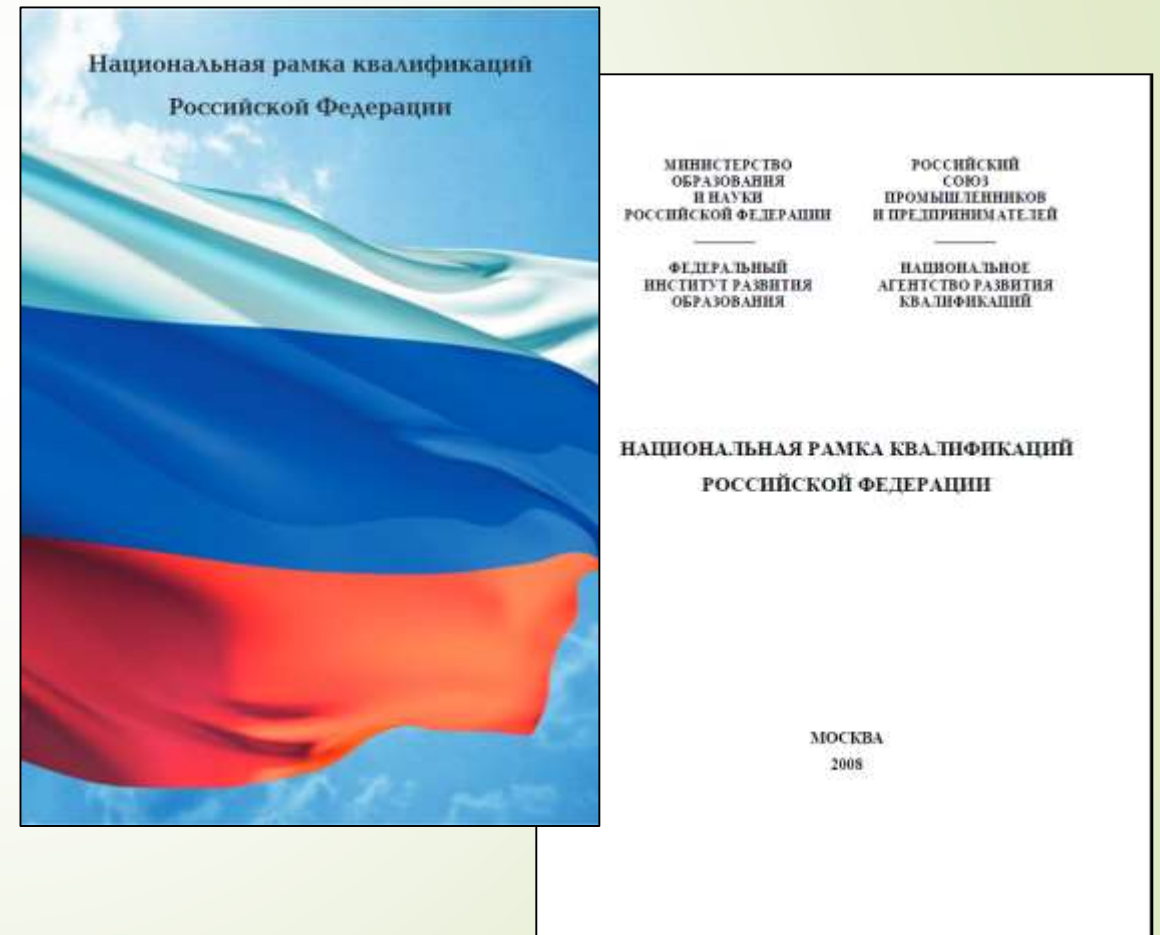 Национальная рамка квалификаций
Российской Федерации
МИНИСТЕРСТВО
ОБРАЗОВАНИЯ
И НАУКИ
РОССИЙСКОЙ ФЕДЕРАЦИИ
ФЕДЕРАЛЬНЫЙ
ИНСТИТУТ РАЗВИТИЯ
ОБРАЗОВАНИЯ
РОССИЙСКИЙ
СОЮЗ
ПРОМЫШЛЕННИКОВ
И ПРЕДПРИНИМАТЕЛЕЙ
НАЦИОНАЛЬНОЕ
АГЕНТСТВО РАЗВИТИЯ
КВАЛИФИКАЦИЙ
НАЦИОНАЛЬНАЯ РАМКА КВАЛИФИКАЦИЙ
РОССИЙСКОЙ ФЕДЕРАЦИИ
МОСКВА
2008